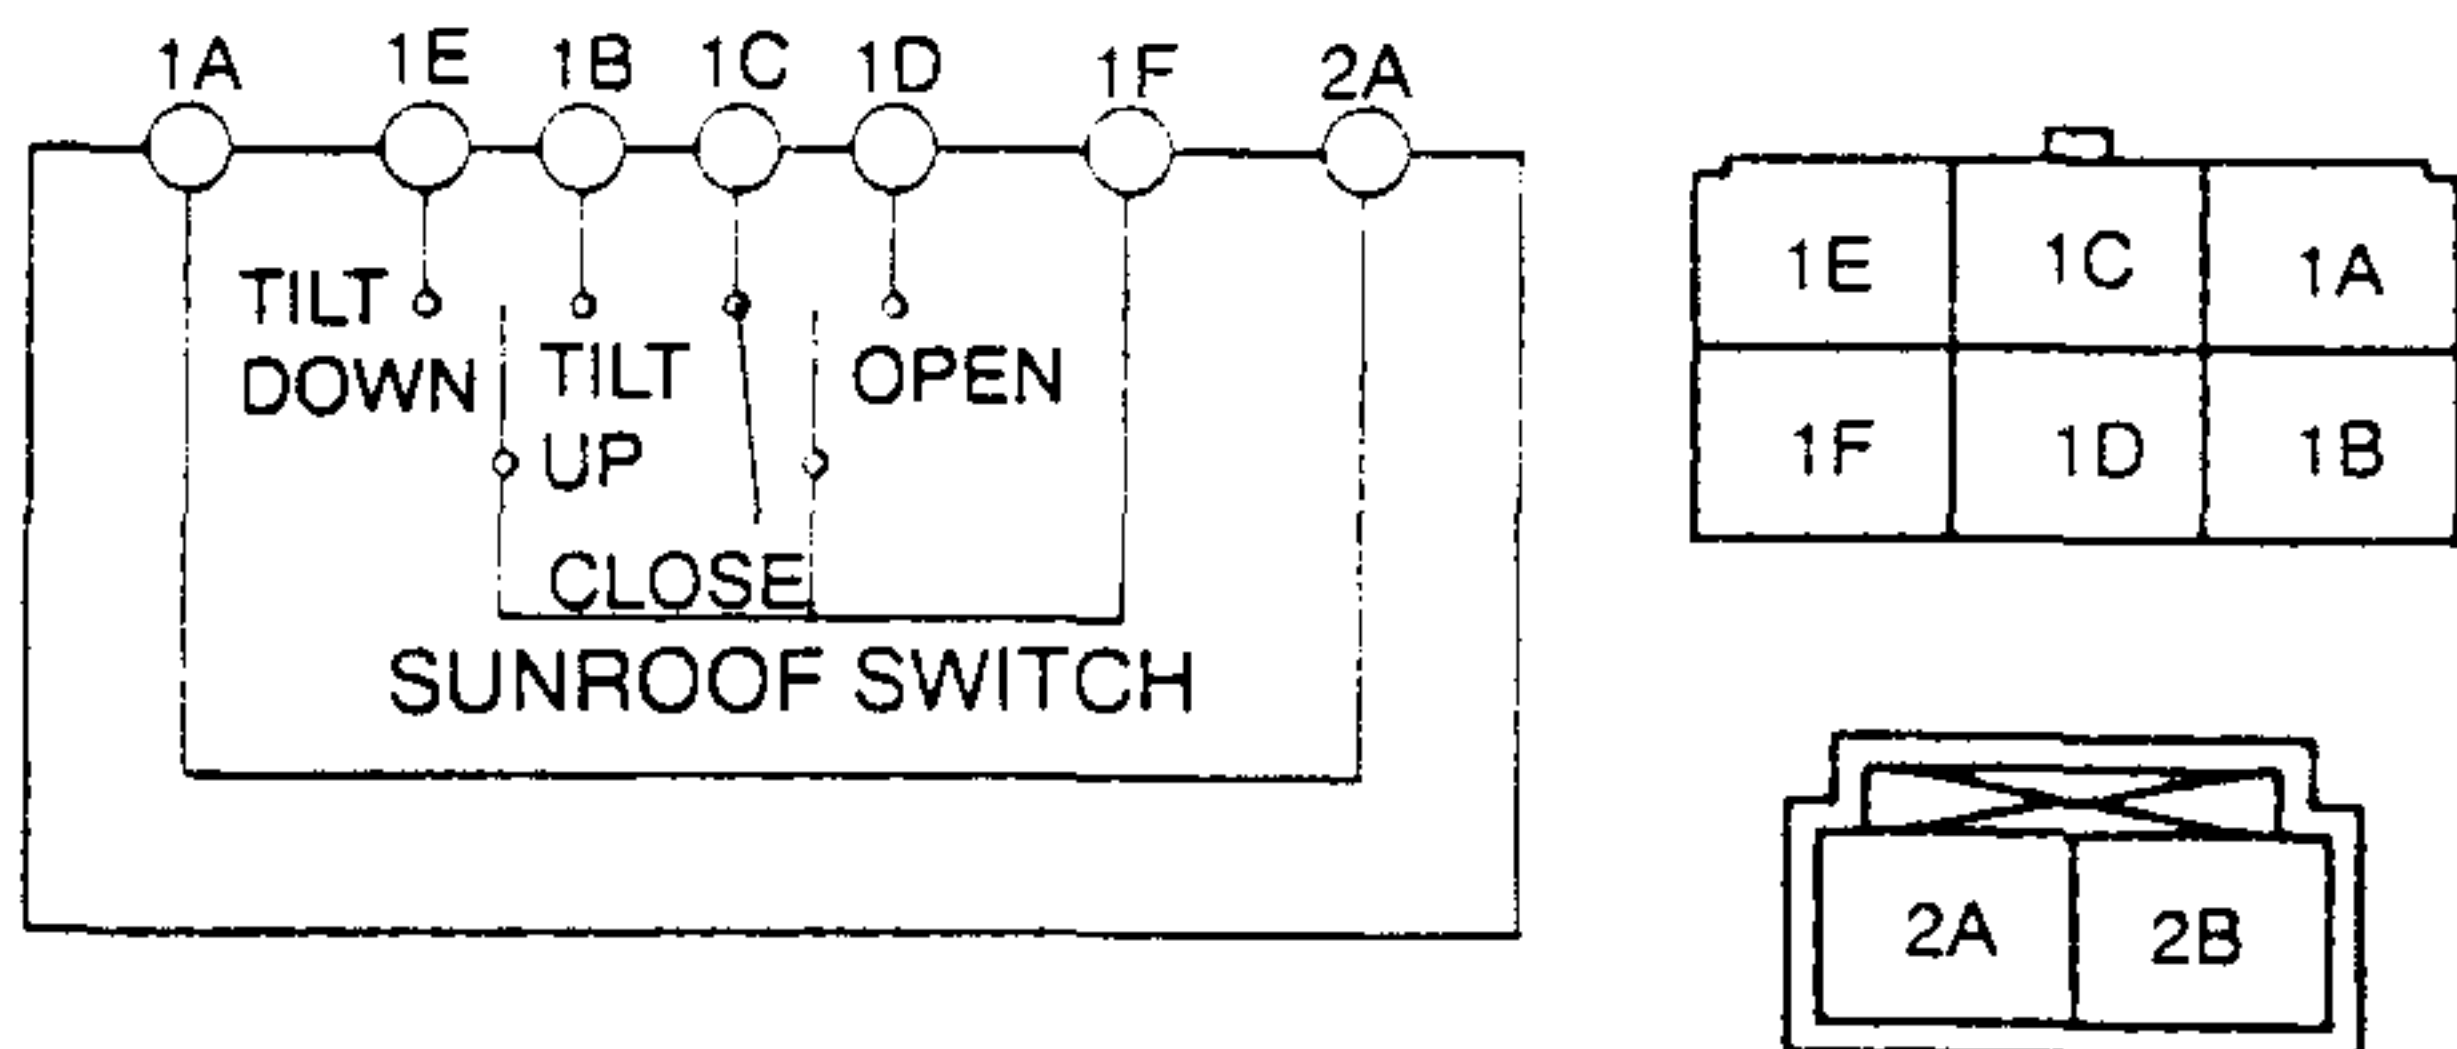 1A 1E 1B 1C 1D 1F 2A
TILT
DOWN
TILT
UP
OPEN
CLOSE
SUNROOF SWITCH
1E 1C 1A
1F 1D 1B
2A 2B